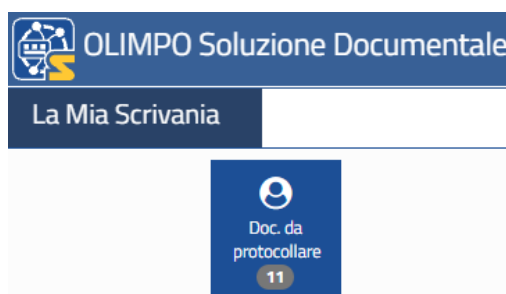 OLIMPO Soluzione Documentale
La Mia Scrivania
Doc. da
protocollare
11